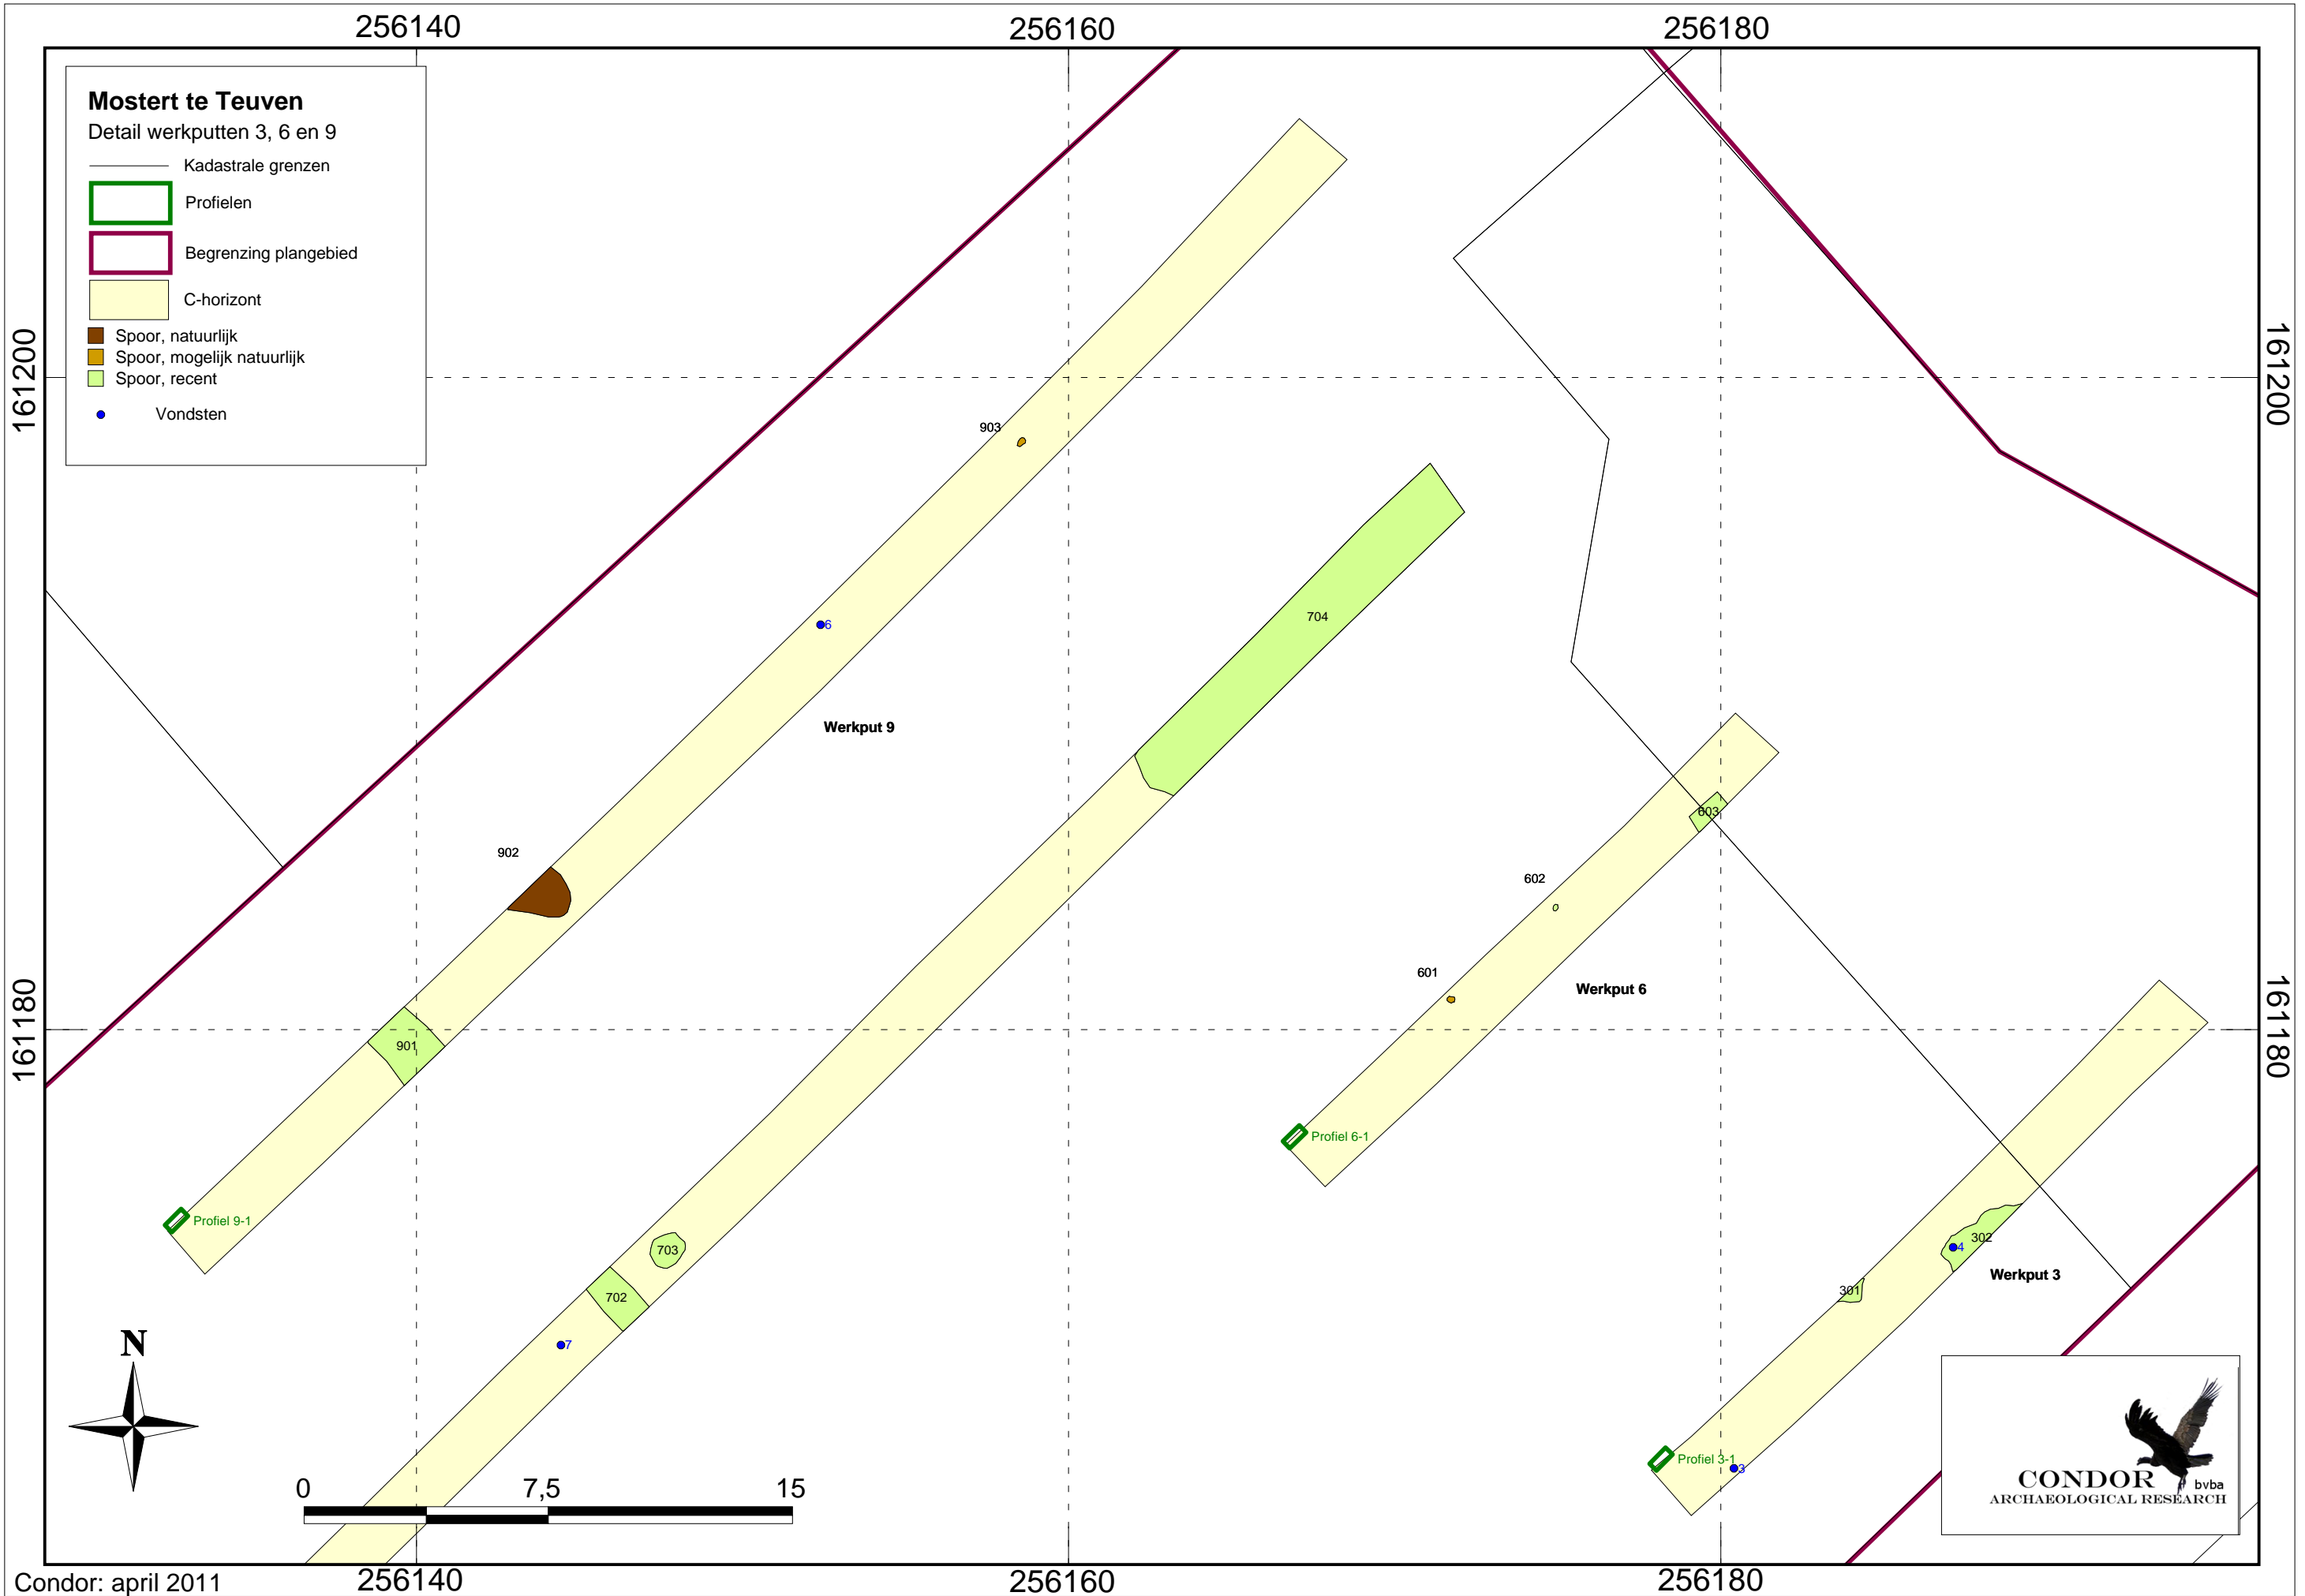 256140
256160
256180
Mostert te Teuven
Detail werkputten 3, 6 en 9
Kadastrale grenzen
Profielen
Begrenzing plangebied
C-horizont
Spoor, natuurlijk
Spoor, mogelijk natuurlijk
Spoor, recent
Vondsten
161200
161200
903
6
704
Werkput 9
603
902
602
601
Werkput 6
161180
161180
901
Profiel 6-1
Profiel 9-1
302
703
4
Werkput 3
301
702
7
N
Profiel 3-1
3
0
7,5
15
CONDOR bvba
ARCHAEOLOGICAL RESEARCH
Condor: april 2011
256140
256160
256180